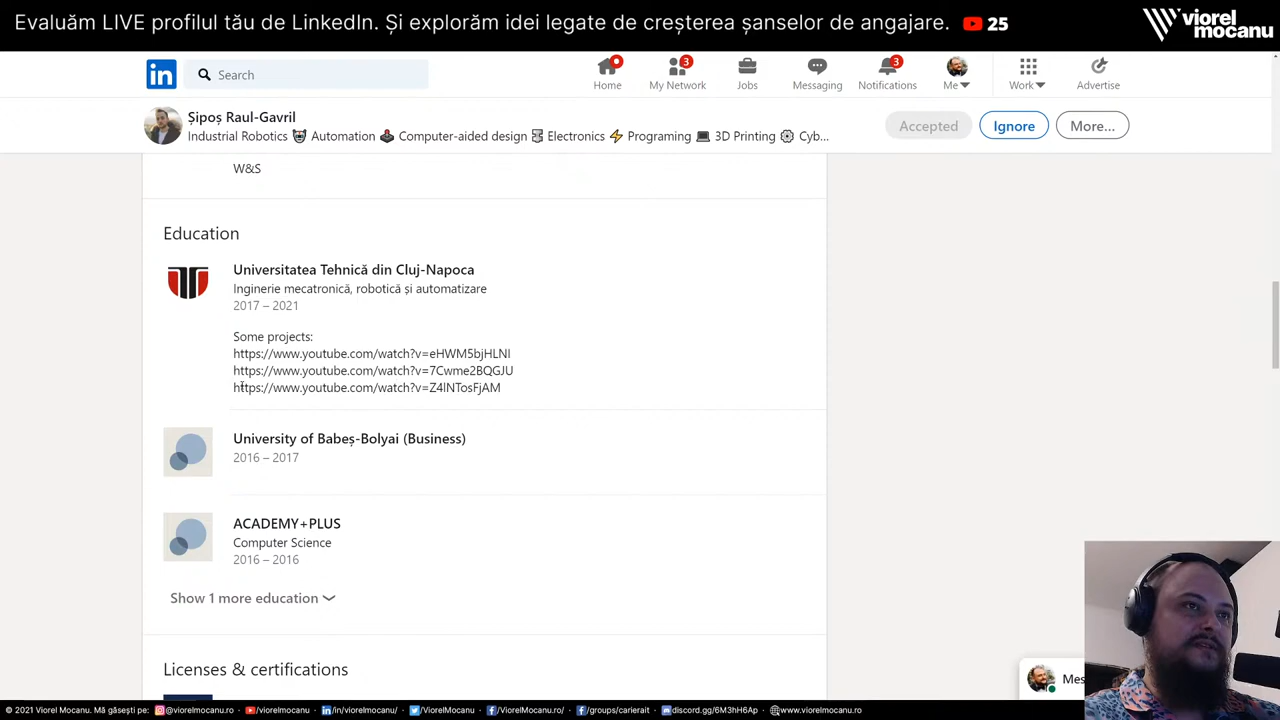 Evaluăm LIVE profilul tău de LinkedIn. Și explorăm idei legate de creșterea șanselor de angajare. 25
viorel mocanu
in Search
Home
3 My Network
Jobs
Messaging
3 Notifications
Me
Work
Advertise
Șipoș Raul-Gavril
Industrial Robotics Automation Computer-aided design Electronics Programing 3D Printing Cyb...
Accepted
Ignore
More...
W&S
Education
Universitatea Tehnică din Cluj-Napoca
Inginerie mecatronică, robotică și automatizare
2017 – 2021
Some projects:
https://www.youtube.com/watch?v=eHWM5bjHLNI
https://www.youtube.com/watch?v=7Cwme2BQGJU
https://www.youtube.com/watch?v=Z4lNTosFjAM
University of Babeș-Bolyai (Business)
2016 – 2017
ACADEMY+PLUS
Computer Science
2016 – 2016
Show 1 more education
Licenses & certifications
Mes
© 2021 Viorel Mocanu. Mă găsești pe: @viorelmocanu.ro /viorelmocanu in/viorelmocanu/ /ViorelMocanu /ViorelMocanu.ro/ /groups/carierait discord.gg/6M3hH6Ap www.viorelmocanu.ro